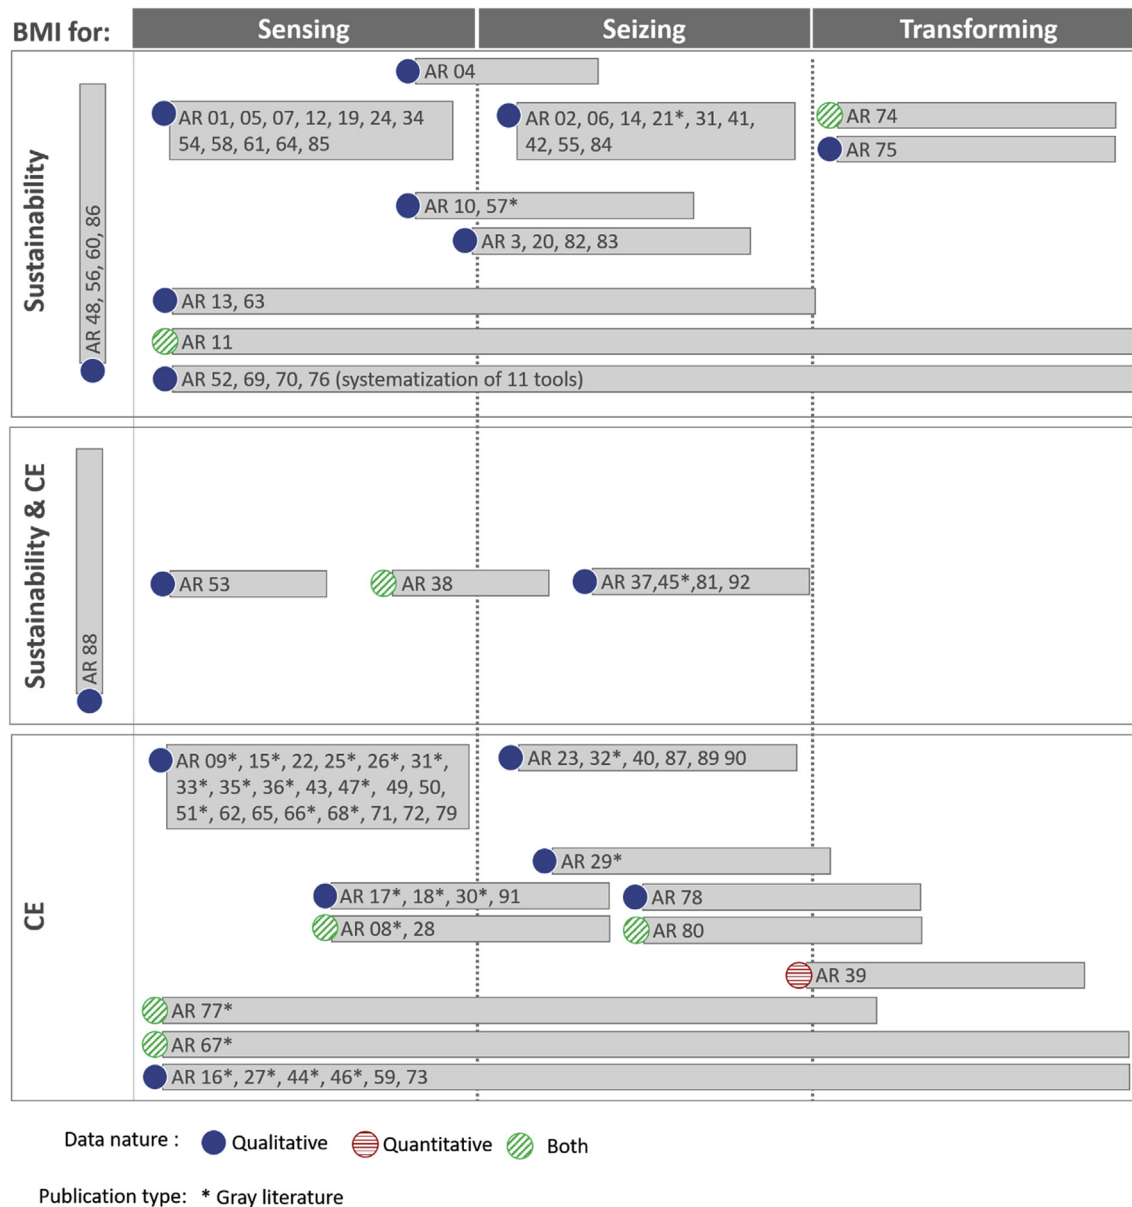 BMI for:
Sensing
Seizing
Transforming
Sustainability
AR 48, 56, 60, 86
AR 04
AR 01, 05, 07, 12, 19, 24, 34
54, 58, 61, 64, 85
AR 02, 06, 14, 21*, 31, 41,
42, 55, 84
AR 74
AR 75
AR 10, 57*
AR 3, 20, 82, 83
AR 13, 63
AR 11
AR 52, 69, 70, 76 (systematization of 11 tools)
Sustainability & CE
AR 88
AR 53
AR 38
AR 37,45*,81, 92
CE
AR 09*, 15*, 22, 25*, 26*, 31*,
33*, 35*, 36*, 43, 47*, 49, 50,
51*, 62, 65, 66*, 68*, 71, 72, 79
AR 23, 32*, 40, 87, 89 90
AR 29*
AR 17*, 18*, 30*, 91
AR 78
AR 08*, 28
AR 80
AR 39
AR 77*
AR 67*
AR 16*, 27*, 44*, 46*, 59, 73
Data nature :
Qualitative
Quantitative
Both
Publication type: * Gray literature